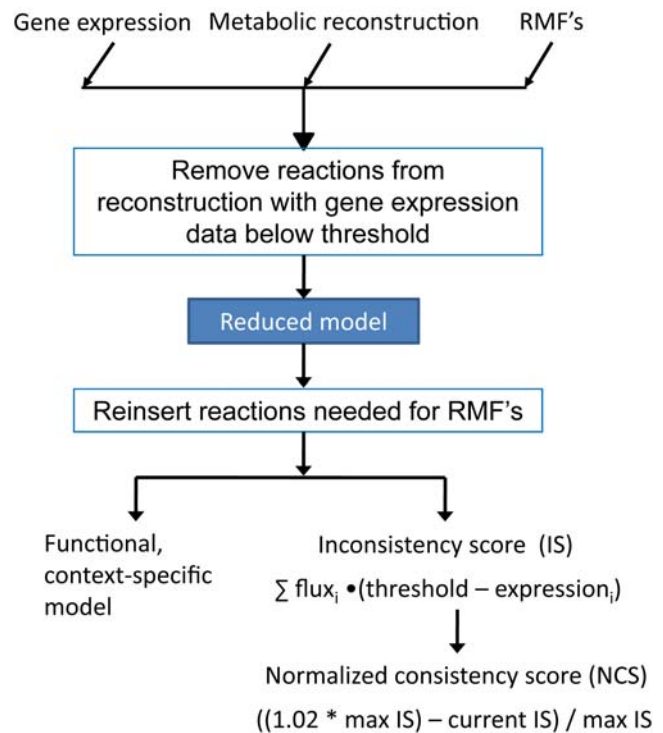 Gene expression Metabolic reconstruction RMF's
Remove reactions from
reconstruction with gene expression
data below threshold
Reduced model
Reinsert reactions needed for RMF's
Functional,
context-specific
model
Inconsistency score (IS)
∑ flux_i •(threshold – expression_i)
Normalized consistency score (NCS)
((1.02 * max IS) – current IS) / max IS